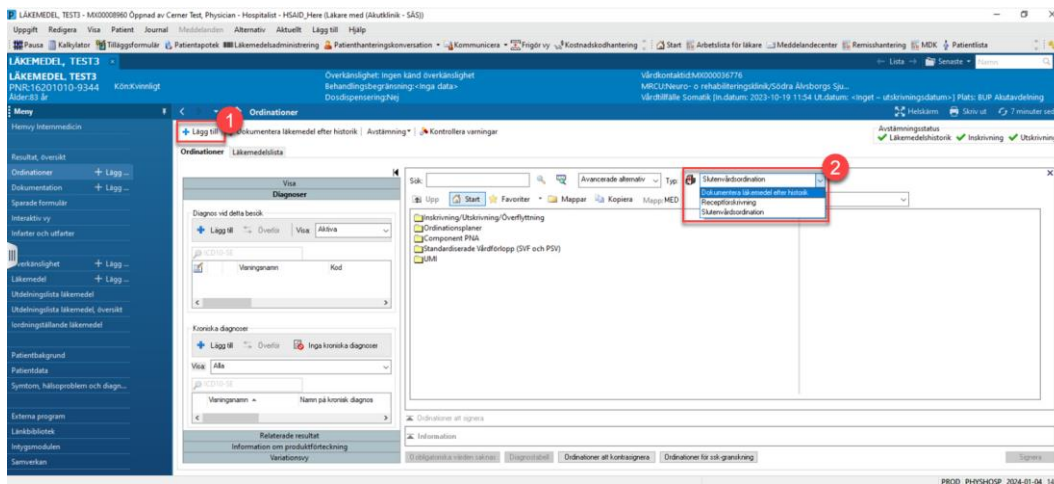 LÄKEMEDEL, TEST3 - MX00008960 Öppnad av Cerner Test, Physician - Hospitalist - HSAID_Here (Läkare med (Akutklinik - SÄS))
Uppgift Redigera Visa Patient Journal Meddelanden Alternativ Aktuellt Lägg till Hjälp
Pausa Kalkylator Tilläggsformulär Patientapotek Läkemedelsadministrering Patienthanteringskonversation Kommunicera Frigör vy Kostnadskodhantering Start Arbetslista för läkare Meddelandecenter Remisshantering MDK Patientlista
LÄKEMEDEL, TEST3 Lista Senaste Namn
LÄKEMEDEL, TEST3
PNR:16201010-9344 Kön:Kvinnligt
Ålder:83 år
Överkänslighet: Ingen känd överkänslighet
Behandlingsbegränsning:<Inga data>
Dosdispensering:Nej
Vårdkontaktid:MX000036776
MRCU:Neuro- o rehabiliteringsklinik/Södra Älvsborgs Sju...
Vårdtillfälle Somatik [In.datum: 2023-10-19 11:54 Ut.datum: <Inget - utskrivningsdatum>] Plats: BUP Akutavdelning
Meny
Ordinationer
Helskärm Skriv ut 7 minuter sed
1
Lägg till Dokumentera läkemedel efter historik Avstämning Kontrollera varningar
Avstämningsstatus
Läkemedelshistorik Inskrivning Utskrivning
Ordinationer Läkemedelslista
Hemvy Internmedicin
Resultat, översikt
Ordinationer + Lägg ...
Dokumentation + Lägg ...
Sparade formulär
Interaktiv vy
Infarter och utfarter
verkänslighet + Lägg ...
Läkemedel + Lägg ...
Utdelningslista läkemedel
Utdelningslista läkemedel, översikt
Iordningställande läkemedel
Patientbakgrund
Patientdata
Symtom, hälsoproblem och diagn...
Externa program
Länkbibliotek
Intygsmodulen
Samverkan
Visa
Diagnoser
Diagnos vid detta besök
Lägg till Överför Visa: Aktiva
ICD10-SE
Visningsnamn Kod
Kroniska diagnoser
Lägg till Överför Inga kroniska diagnoser
Visa: Alla
ICD10-SE
Visningsnamn Namn på kronisk diagnos
Relaterade resultat
Information om produktförteckning
Variationsvy
2
Sök: Avancerade alternativ Typ: Slutenvårdsordination
Dokumentera läkemedel efter historik
Receptförskrivning
Slutenvårdsordination
Upp Start Favoriter Mappar Kopiera Mapp: MED
Inskrivning/Utskrivning/Överflyttning
Ordinationsplaner
Component PNA
Standardiserade Vårdförlopp (SVF och PSV)
UMI
Ordinationer att signera
Information
0 obligatoriska värden saknas Diagnostabell Ordinationer att kontrasignera Ordinationer för ssk-granskning Signera
PROD PHYSHOSP 2024-01-04 14